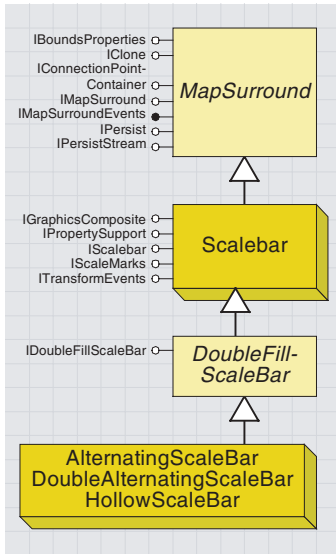 IBoundsProperties
IClone
IConnectionPoint-
Container
IMapSurround
IMapSurroundEvents
IPersist
IPersistStream
MapSurround
IGraphicsComposite
IPropertySupport
IScalebar
IScaleMarks
ITransformEvents
Scalebar
IDoubleFillScaleBar
DoubleFill-
ScaleBar
AlternatingScaleBar
DoubleAlternatingScaleBar
HollowScaleBar